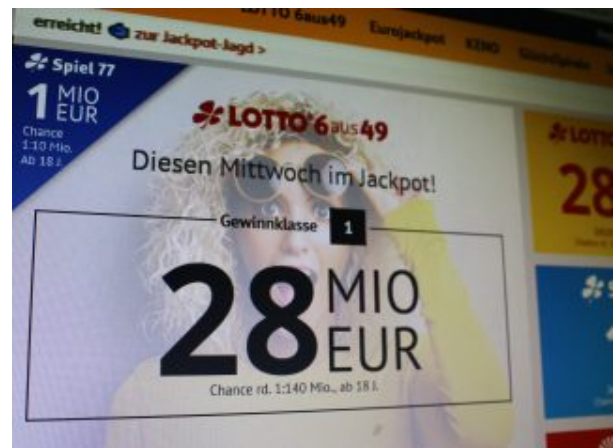 LOTTO 6aus49
Eurojackpot
KENO
Glücksspirale
erreicht! zur Jackpot-Jagd >
Spiel 77
1 MIO
EUR
Chance
1:10 Mio.
Ab 18 J.
LOTTO 6aus49
Diesen Mittwoch im Jackpot!
Gewinnklasse 1
28 MIO
EUR
Chance rd. 1:140 Mio., ab 18 J.
LOTTO
28